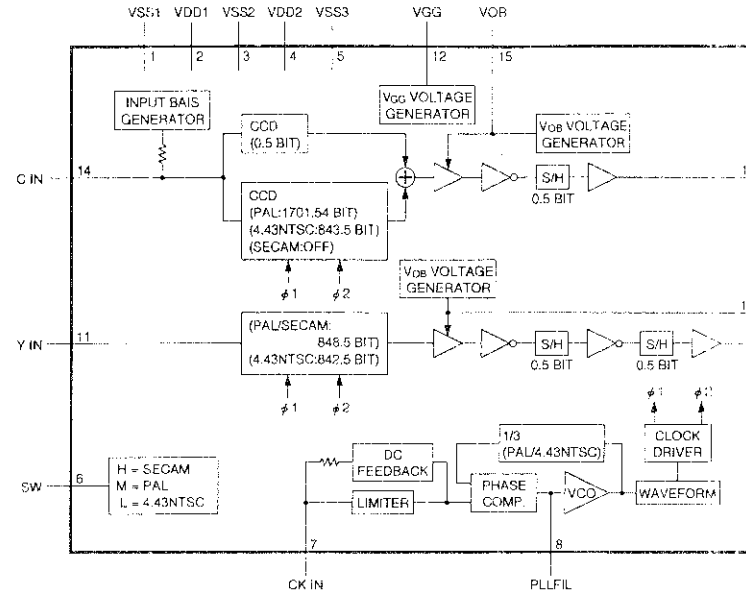 VSS1 VDD1 VSS2 VDD2 VSS3 VGG VOB
1 2 3 4 5 12 15
INPUT BAIS
GENERATOR
CCD
(0.5 BIT)
VGG VOLTAGE
GENERATOR
VOB VOLTAGE
GENERATOR
14
C IN
S/H
0.5 BIT
CCD
(PAL:1701.54 BIT)
(4.43NTSC:843.5 BIT)
(SECAM:OFF)
ϕ1 ϕ2
VOB VOLTAGE
GENERATOR
11
Y IN
(PAL/SECAM:
848.5 BIT)
(4.43NTSC:842.5 BIT)
S/H
0.5 BIT
S/H
0.5 BIT
ϕ1 ϕ2
ϕ1 ϕ2
6
SW
H = SECAM
M = PAL
L = 4.43NTSC
DC
FEEDBACK
LIMITER
1/3
(PAL/4.43NTSC)
PHASE
COMP.
VCO
CLOCK
DRIVER
WAVEFORM
7 8
CK IN PLLFIL